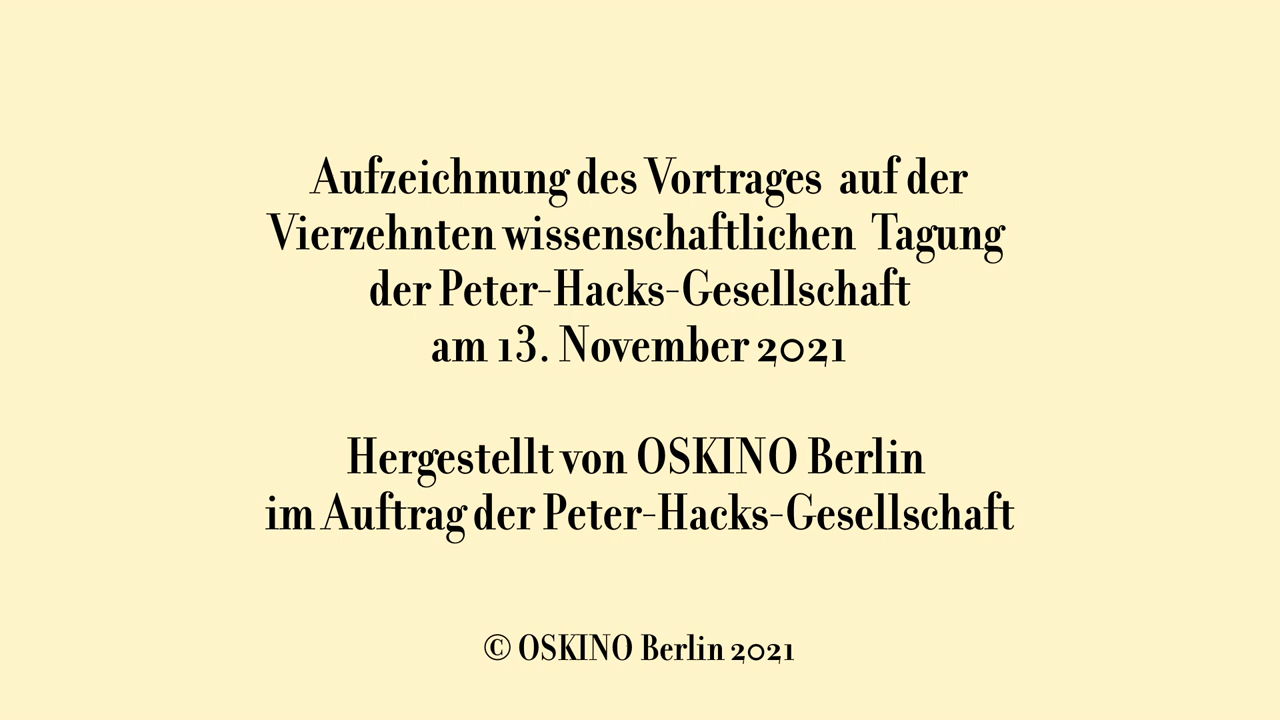 Aufzeichnung des Vortrages auf der
Vierzehnten wissenschaftlichen Tagung
der Peter-Hacks-Gesellschaft
am 13. November 2021
Hergestellt von OSKINO Berlin
im Auftrag der Peter-Hacks-Gesellschaft
© OSKINO Berlin 2021